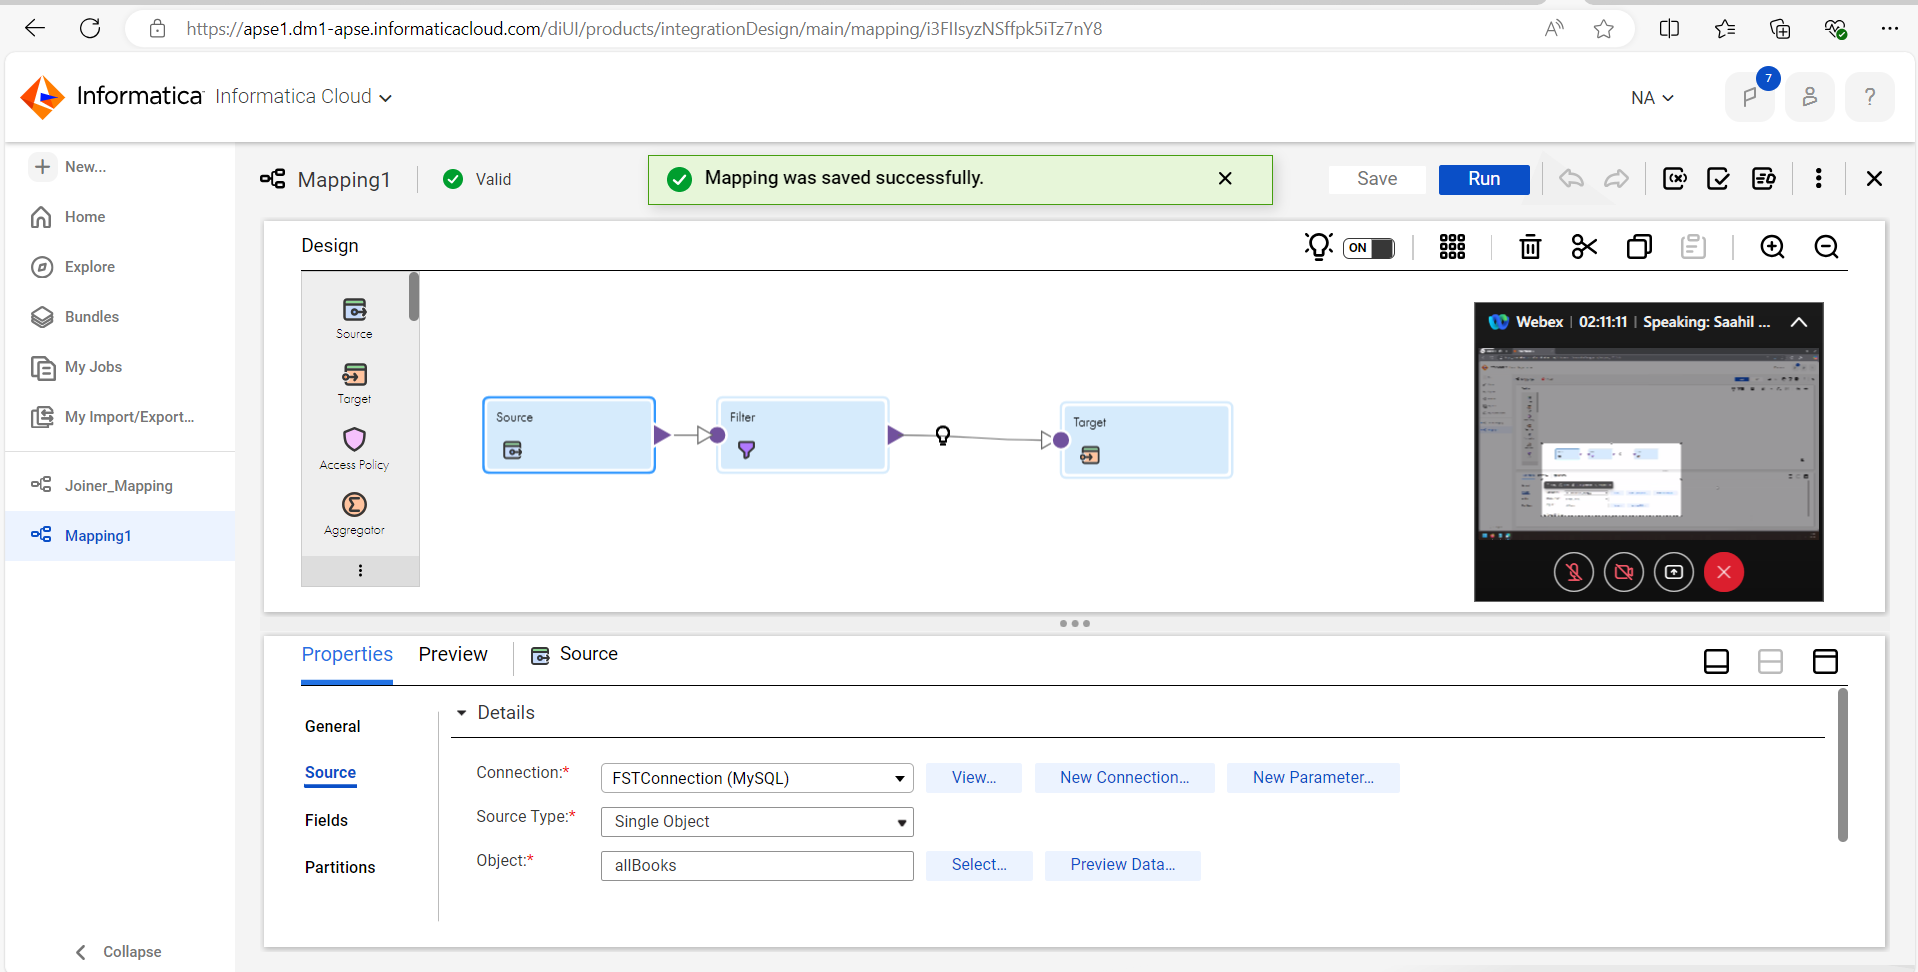 https://apse1.dm1-apse.informaticacloud.com/diUI/products/integrationDesign/main/mapping/i3FIIsyzNSffpk5iTz7nY8
Informatica Informatica Cloud
NA
7
?
New...
Home
Explore
Bundles
My Jobs
My Import/Export...
Joiner_Mapping
Mapping1
Collapse
Mapping1
Valid
Mapping was saved successfully.
Save
Run
Design
ON
Source
Target
Access Policy
Aggregator
Source
Filter
Target
Webex | 02:11:11 | Speaking: Saahil ...
Properties
Preview
Source
General
Source
Fields
Partitions
Details
Connection:* FSTConnection (MySQL) View... New Connection... New Parameter...
Source Type:* Single Object
Object:* allBooks Select... Preview Data...